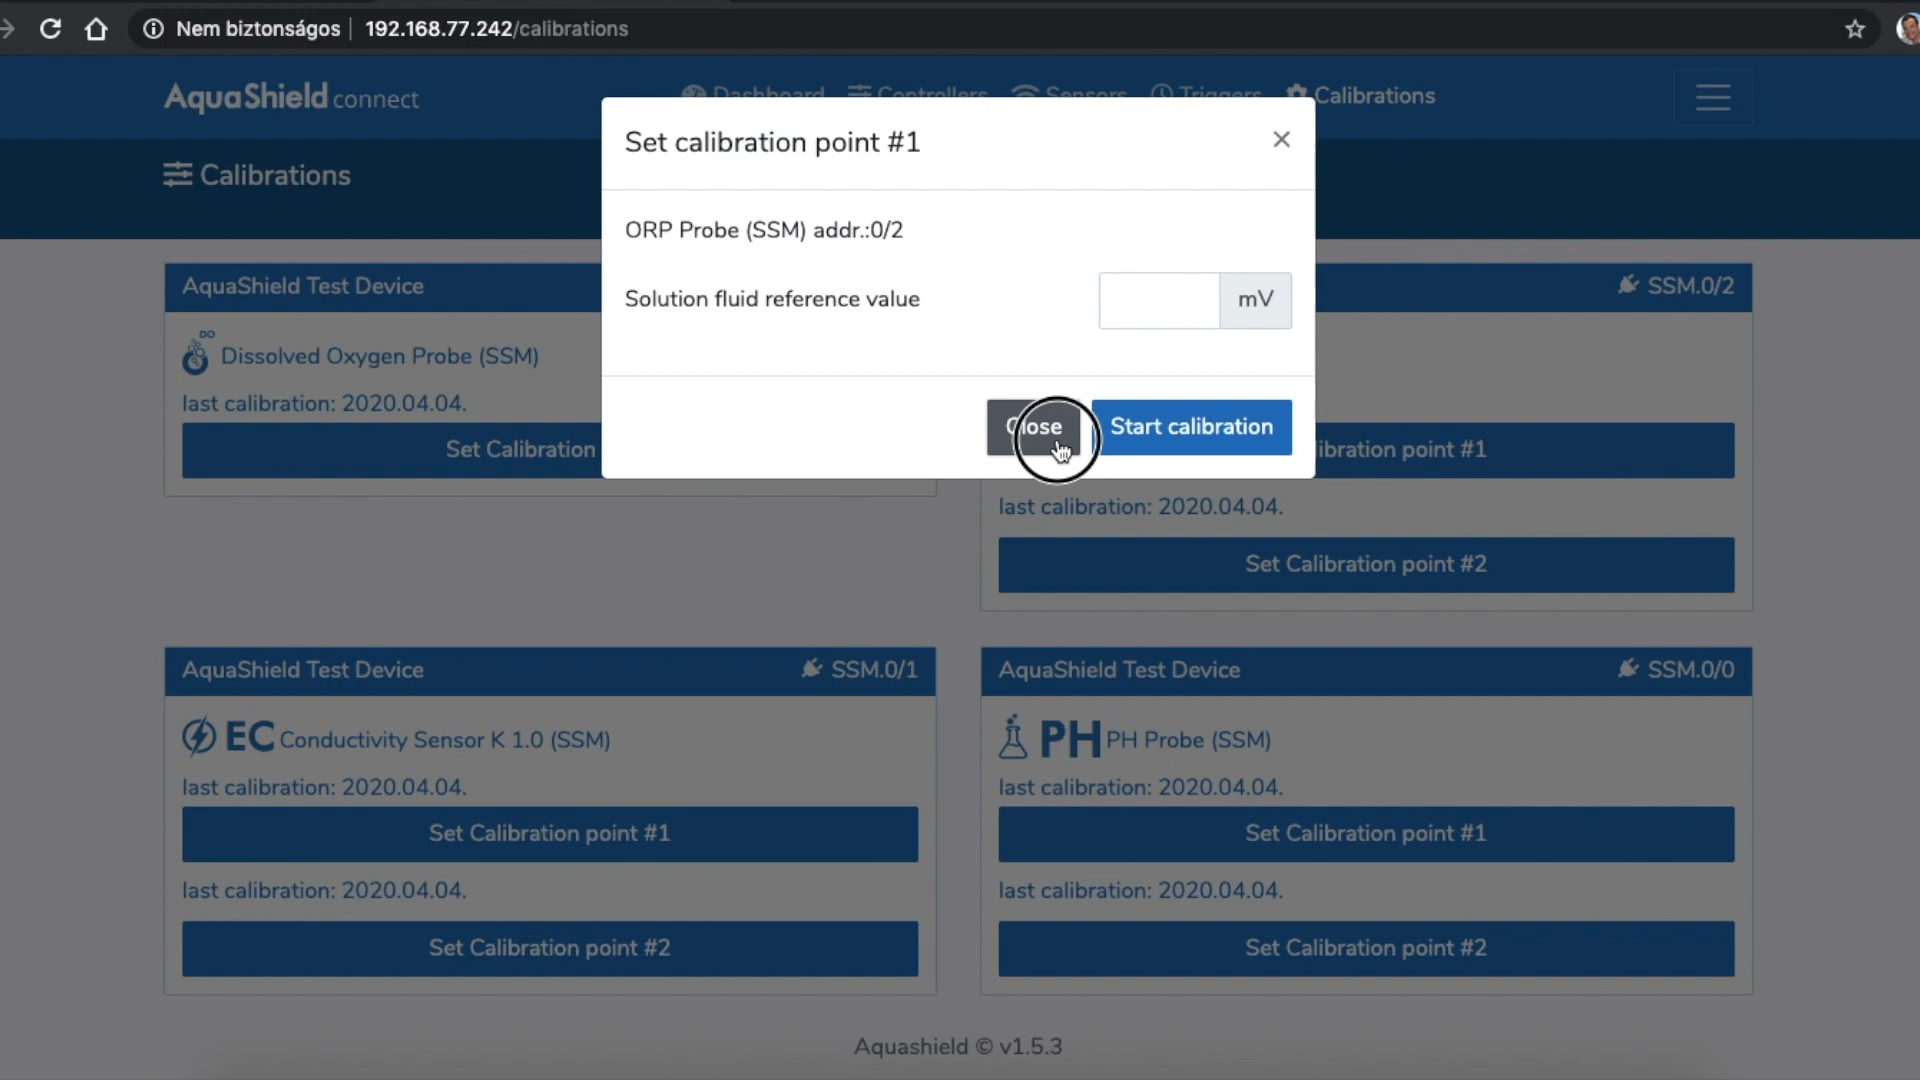 Nem biztonságos | 192.168.77.242/calibrations
AquaShield connect
Dashboard Controllers Sensors Triggers Calibrations
Calibrations
Set calibration point #1 ×
ORP Probe (SSM) addr.:0/2
Solution fluid reference value mV
Close Start calibration
AquaShield Test Device
DO
Dissolved Oxygen Probe (SSM)
last calibration: 2020.04.04.
Set Calibration
SSM.0/2
ibration point #1
last calibration: 2020.04.04.
Set Calibration point #2
AquaShield Test Device SSM.0/1
EC Conductivity Sensor K 1.0 (SSM)
last calibration: 2020.04.04.
Set Calibration point #1
last calibration: 2020.04.04.
Set Calibration point #2
AquaShield Test Device SSM.0/0
PH PH Probe (SSM)
last calibration: 2020.04.04.
Set Calibration point #1
last calibration: 2020.04.04.
Set Calibration point #2
Aquashield © v1.5.3